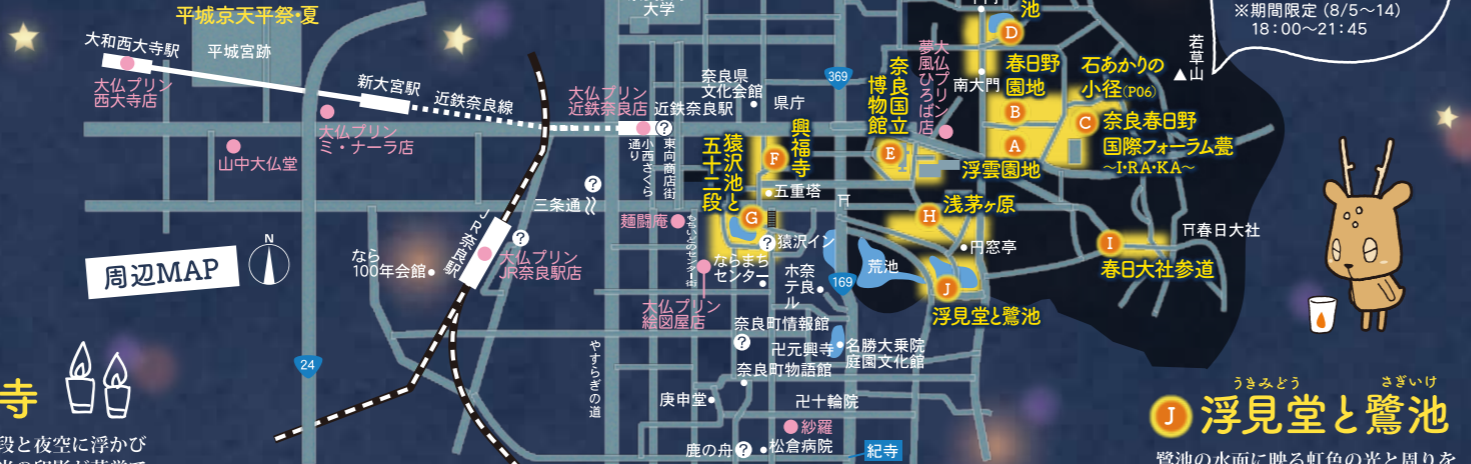 平城京天平祭・夏
大和西大寺駅
平城宮跡
大仏プリン
西大寺店
新大宮駅
近鉄奈良線
大仏プリン
ミ・ナーラ店
山中大仏堂
周辺MAP
N
なら
100年会館
JR奈良駅
大仏プリン
JR奈良駅店
24
大学
大仏プリン
近鉄奈良店
近鉄奈良駅
奈良県
文化会館
県庁
369
小西さくら
通り
東向商店街
三条通
麺闘庵
もちいどのセンター街
猿沢池と
五十二段
興福寺
F
五重塔
G
猿沢イン
ならまち
センター
ホテル
奈良
大仏プリン
絵図屋店
奈良町情報館
卍元興寺
奈良町物語館
名勝大乗院
庭園文化館
やすらぎの道
庚申堂
卍十輪院
紗羅
鹿の舟
松倉病院
紀寺
169
荒池
奈良国立
博物館
E
大仏プリン
夢風ひろば店
南大門
池
D
春日野
園地
B
A
浮雲園地
石あかりの
小径(P06)
C
奈良春日野
国際フォーラム甍
～I・RA・KA～
若草山
※期間限定(8/5～14)
18:00～21:45
浅茅ヶ原
H
円窓亭
J
浮見堂と鷺池
I
春日大社参道
春日大社
寺
段と夜空に浮かび
うきみどう
さぎいけ
J 浮見堂と鷺池
鷺池の水面に映る虹色の光と周りを